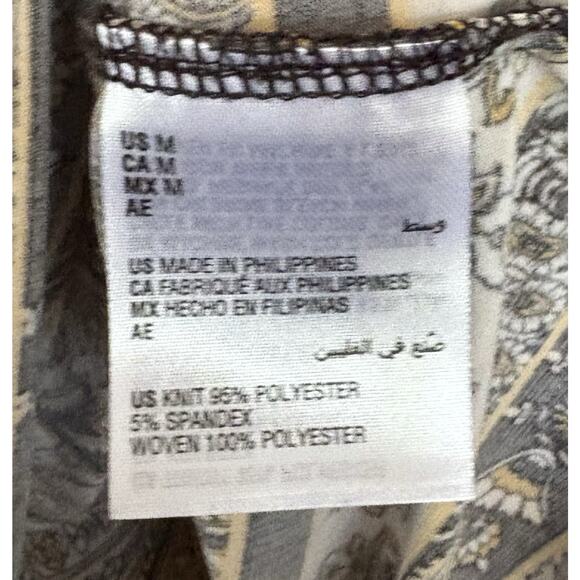 US M
CA M
MX M
AE
وسط
US MADE IN PHILIPPINES
CA FABRIQUÉ AUX PHILIPPINES
MX HECHO EN FILIPINAS
AE
صنع في الفلبين
US KNIT 95% POLYESTER
5% SPANDEX
WOVEN 100% POLYESTER